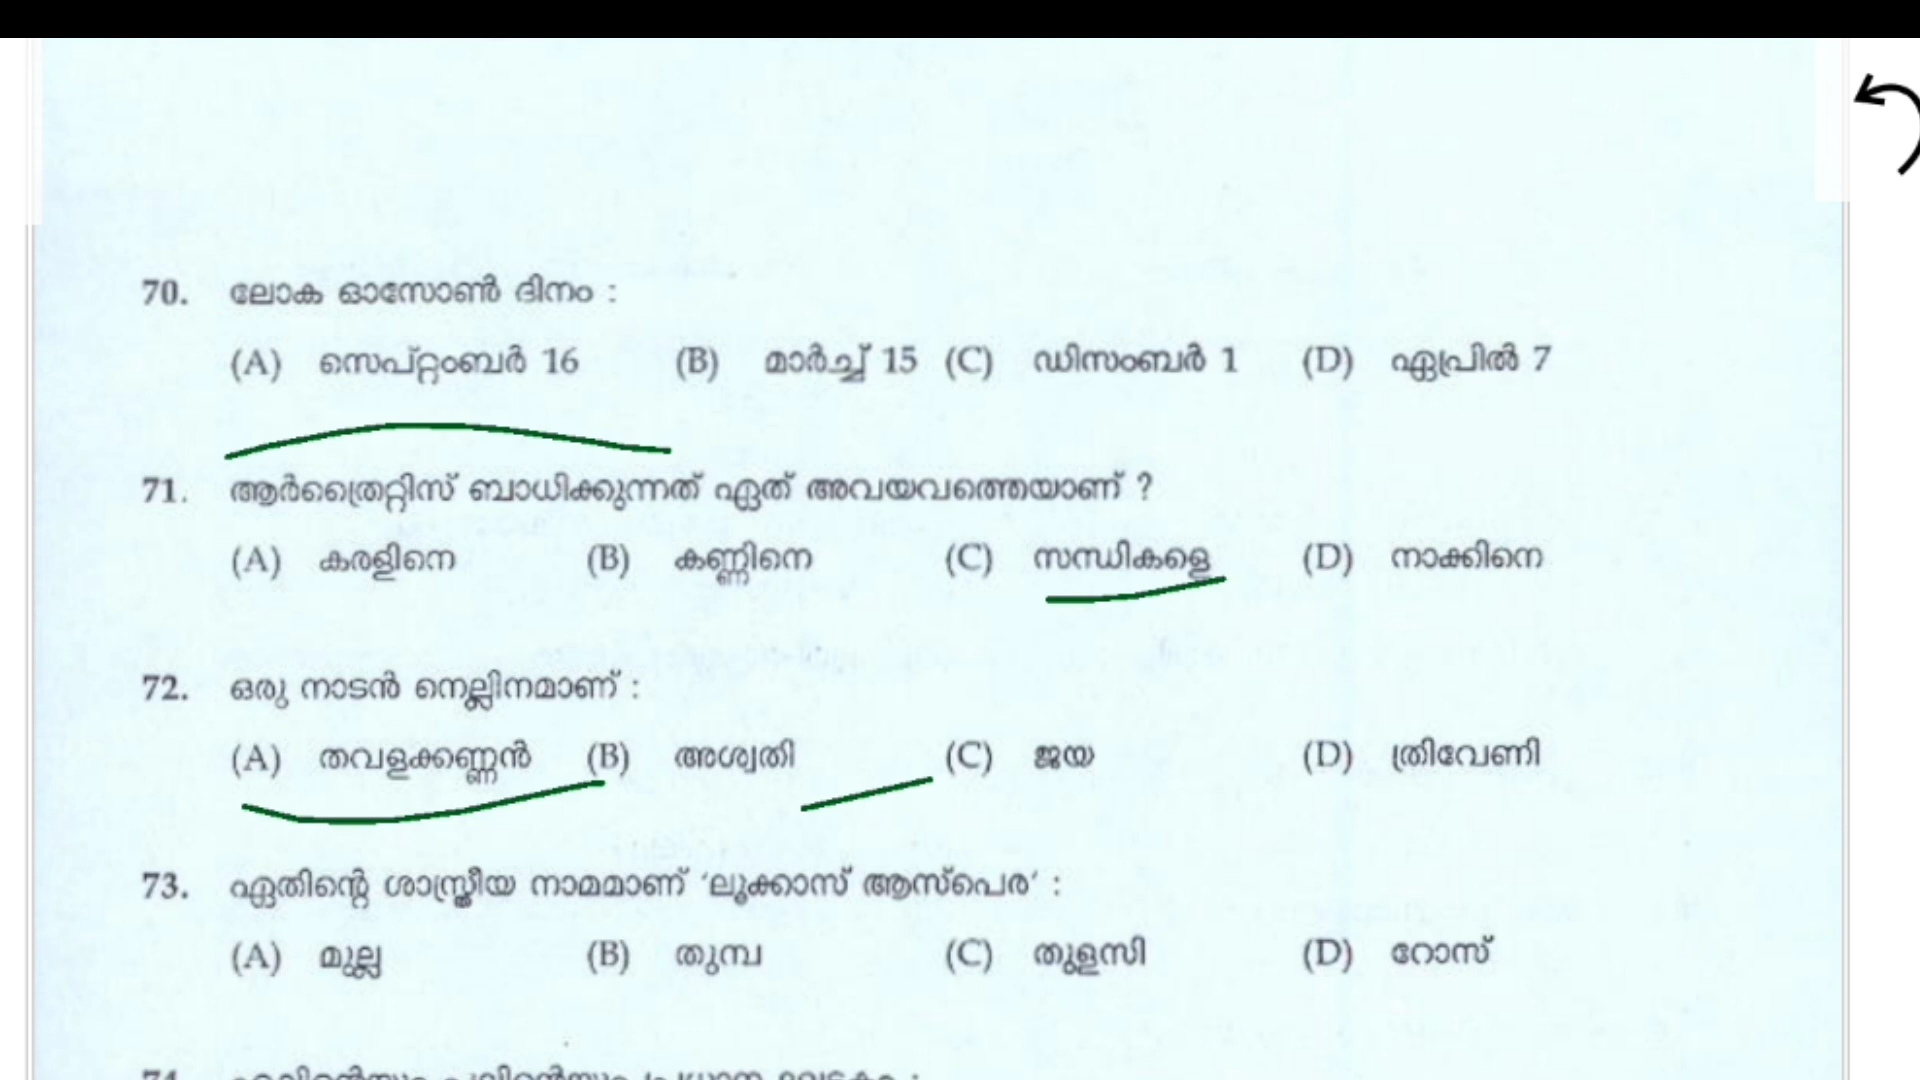 70. ലോക ഓസോൺ ദിനം :
(A) സെപ്റ്റംബർ 16 (B) മാർച്ച് 15 (C) ഡിസംബർ 1 (D) ഏപ്രിൽ 7
71. ആർത്രൈറ്റിസ് ബാധിക്കുന്നത് ഏത് അവയവത്തെയാണ് ?
(A) കരളിനെ (B) കണ്ണിനെ (C) സന്ധികളെ (D) നാക്കിനെ
72. ഒരു നാടൻ നെല്ലിനമാണ് :
(A) തവളക്കണ്ണൻ (B) അശ്വതി (C) ജയ (D) ത്രിവേണി
73. ഏതിന്റെ ശാസ്ത്രീയ നാമമാണ് ‘ലൂക്കാസ് ആസ്പെര’ :
(A) മുല്ല (B) തുമ്പ (C) തുളസി (D) റോസ്